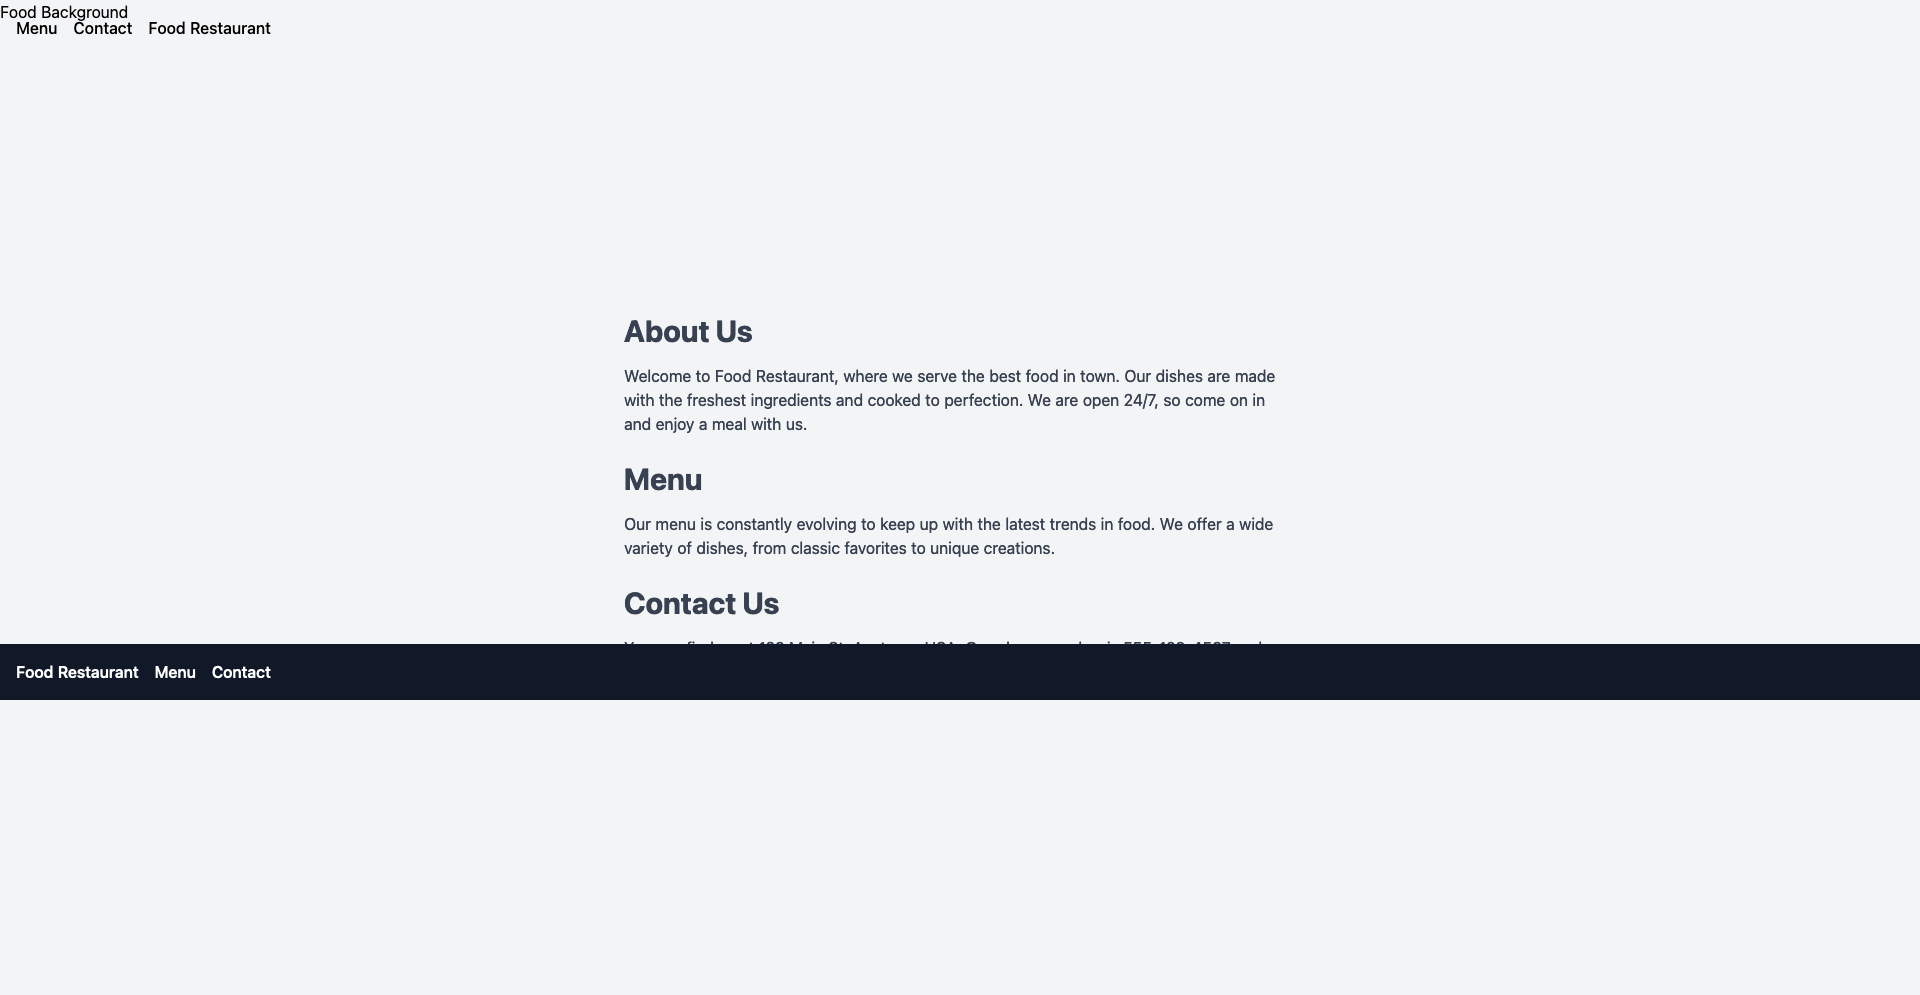 Food Background
Menu Contact Food Restaurant
About Us
Welcome to Food Restaurant, where we serve the best food in town. Our dishes are made
with the freshest ingredients and cooked to perfection. We are open 24/7, so come on in
and enjoy a meal with us.
Menu
Our menu is constantly evolving to keep up with the latest trends in food. We offer a wide
variety of dishes, from classic favorites to unique creations.
Contact Us
Food Restaurant Menu Contact